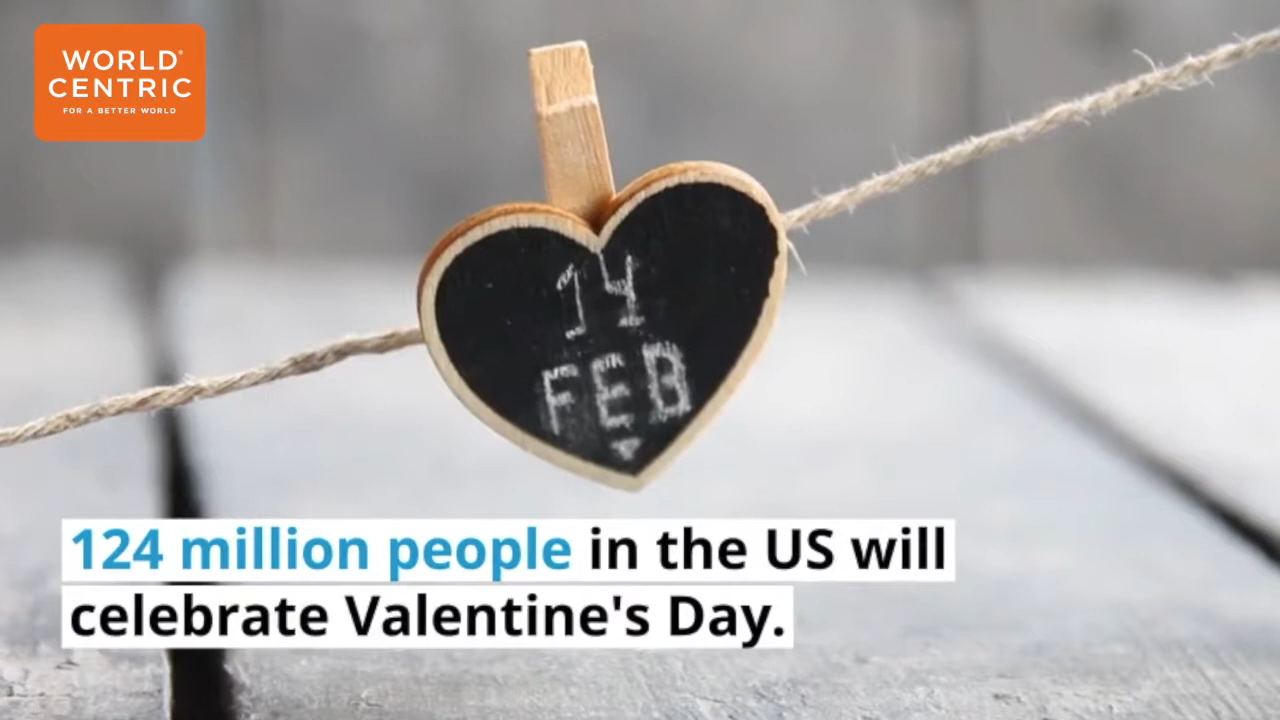 WORLD®
CENTRIC
FOR A BETTER WORLD
14
FEB
124 million people in the US will
celebrate Valentine's Day.